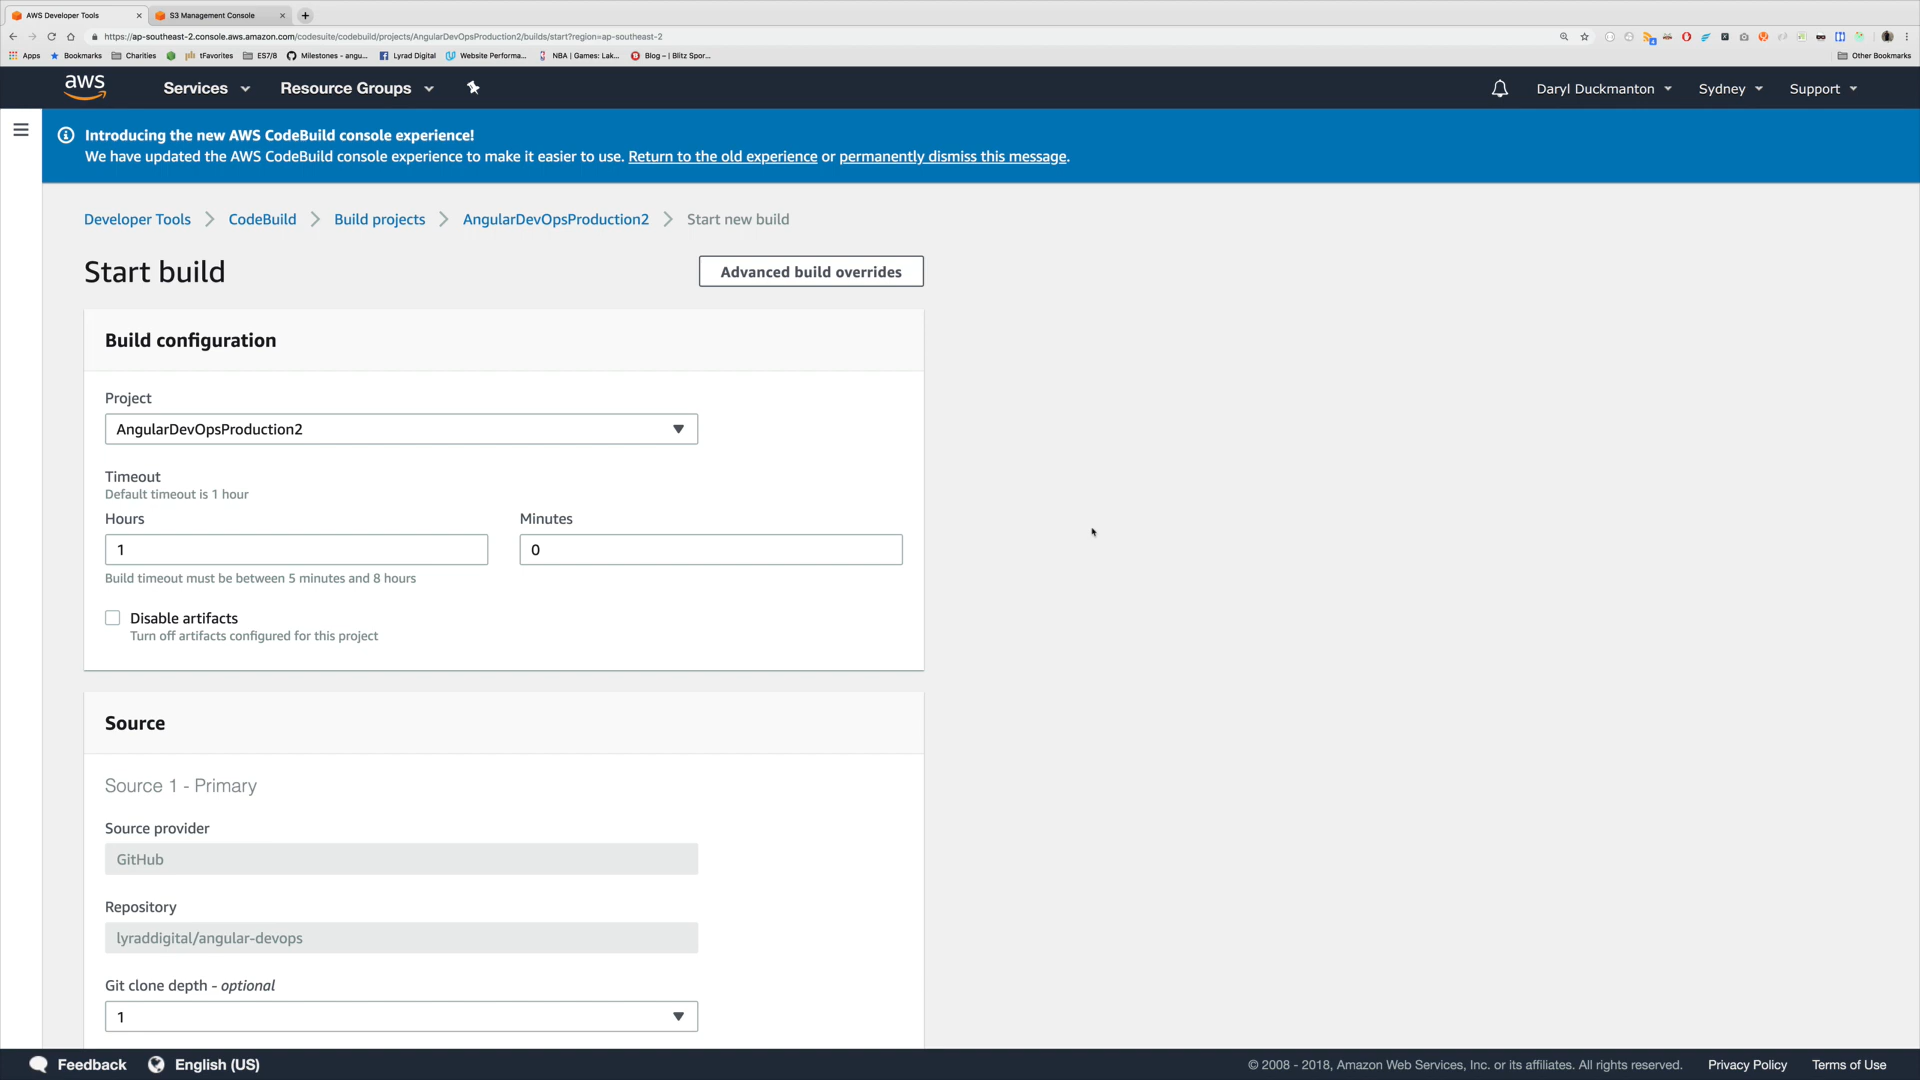 AWS Developer Tools
S3 Management Console
https://ap-southeast-2.console.aws.amazon.com/codesuite/codebuild/projects/AngularDevOpsProduction2/builds/start?region=ap-southeast-2
Apps
Bookmarks
Charities
tFavorites
ES7/8
Milestones - angu...
Lyrad Digital
Website Performa...
NBA | Games: Lak...
Blog – | Blitz Spor...
Other Bookmarks
aws
Services
Resource Groups
Daryl Duckmanton
Sydney
Support
Introducing the new AWS CodeBuild console experience!
We have updated the AWS CodeBuild console experience to make it easier to use. Return to the old experience or permanently dismiss this message.
Developer Tools
CodeBuild
Build projects
AngularDevOpsProduction2
Start new build
Start build
Advanced build overrides
Build configuration
Project
AngularDevOpsProduction2
Timeout
Default timeout is 1 hour
Hours
Minutes
1
0
Build timeout must be between 5 minutes and 8 hours
Disable artifacts
Turn off artifacts configured for this project
Source
Source 1 - Primary
Source provider
GitHub
Repository
lyraddigital/angular-devops
Git clone depth - optional
1
Feedback
English (US)
© 2008 - 2018, Amazon Web Services, Inc. or its affiliates. All rights reserved.
Privacy Policy
Terms of Use